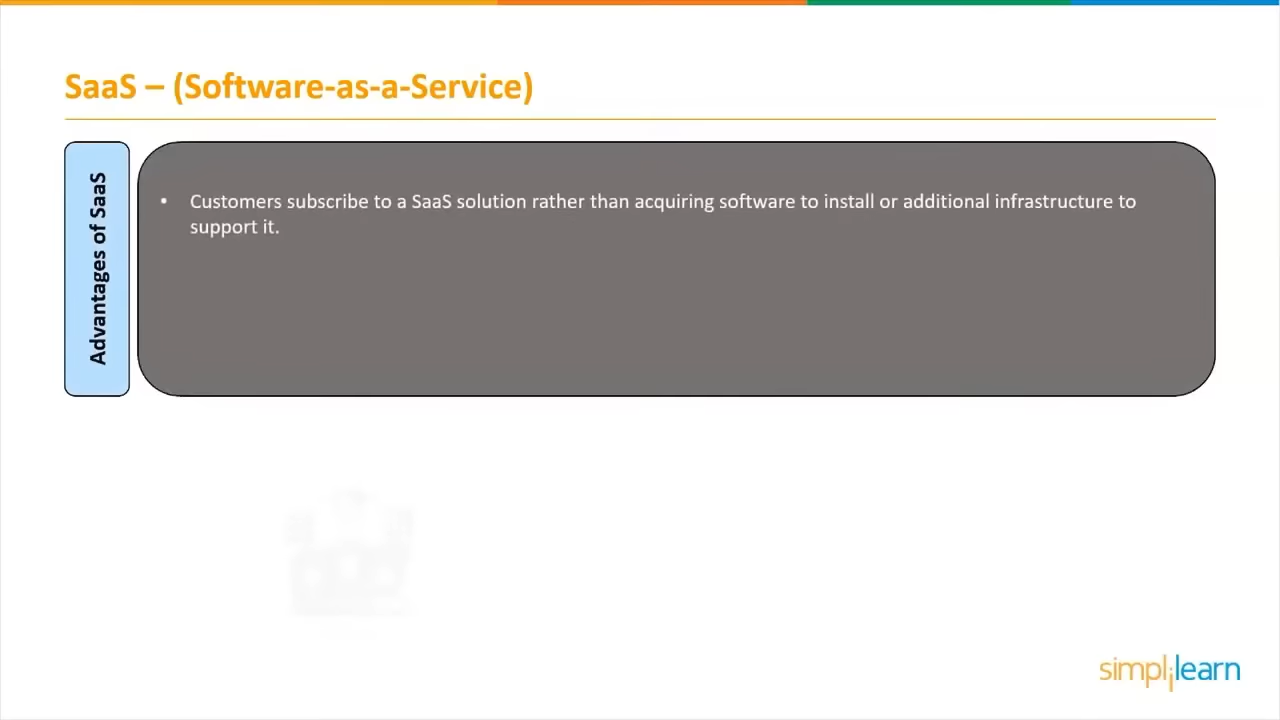 SaaS – (Software-as-a-Service)
Advantages of SaaS
• Customers subscribe to a SaaS solution rather than acquiring software to install or additional infrastructure to
support it.
simplilearn